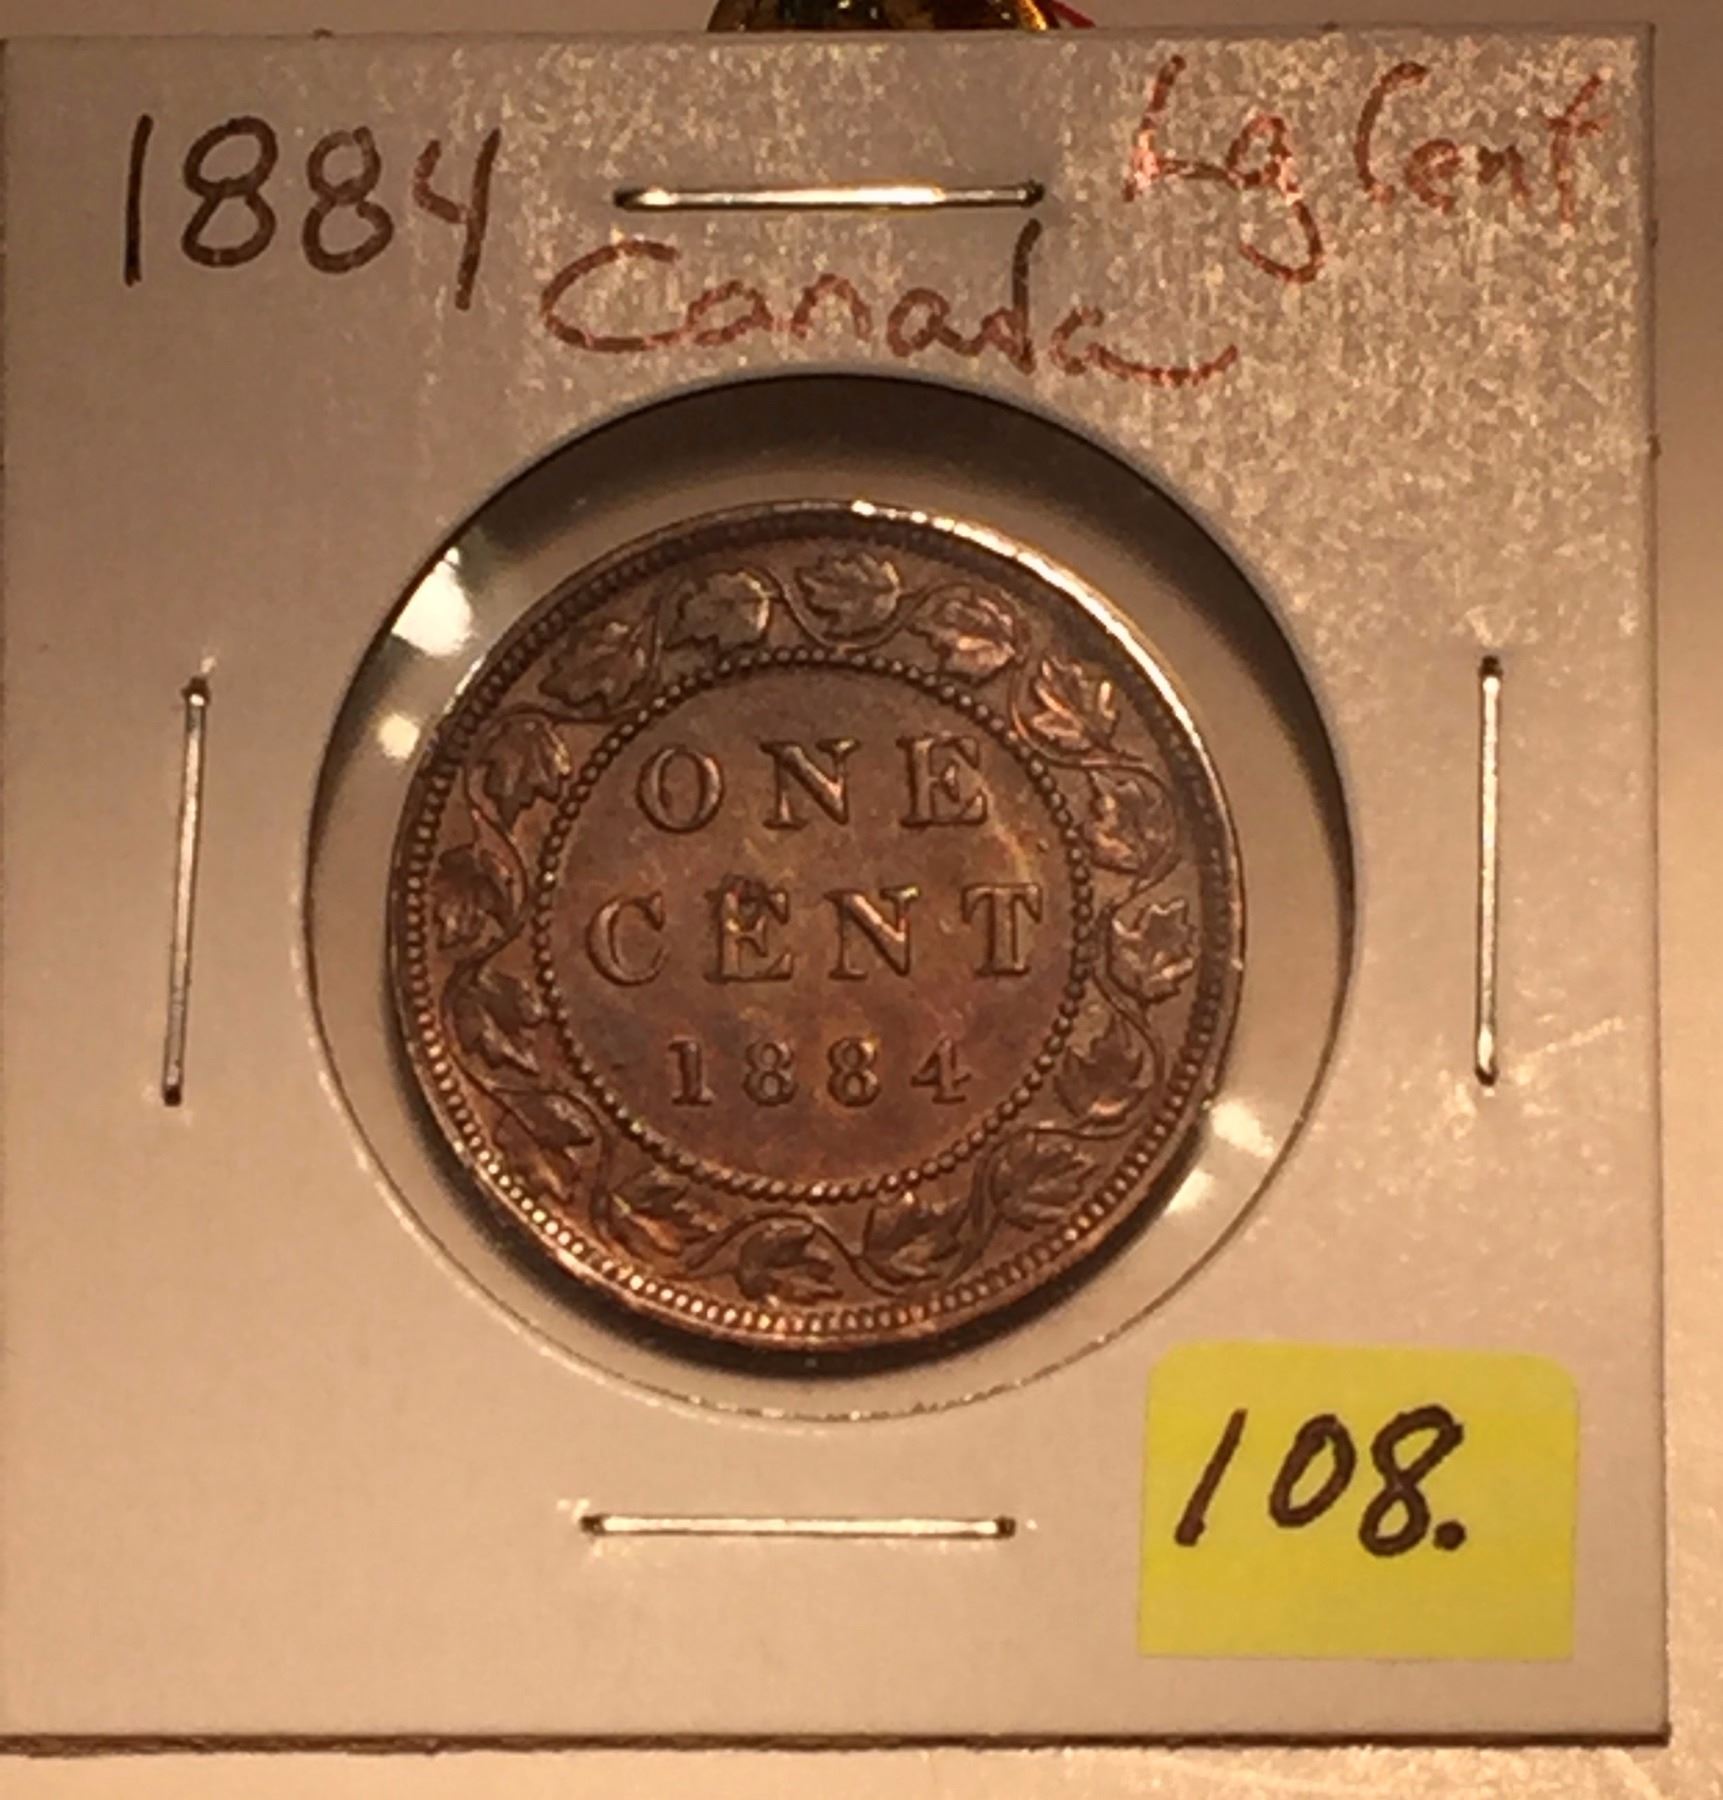 1884
Lg Cent
Canada
ONE
CENT
1884
108.